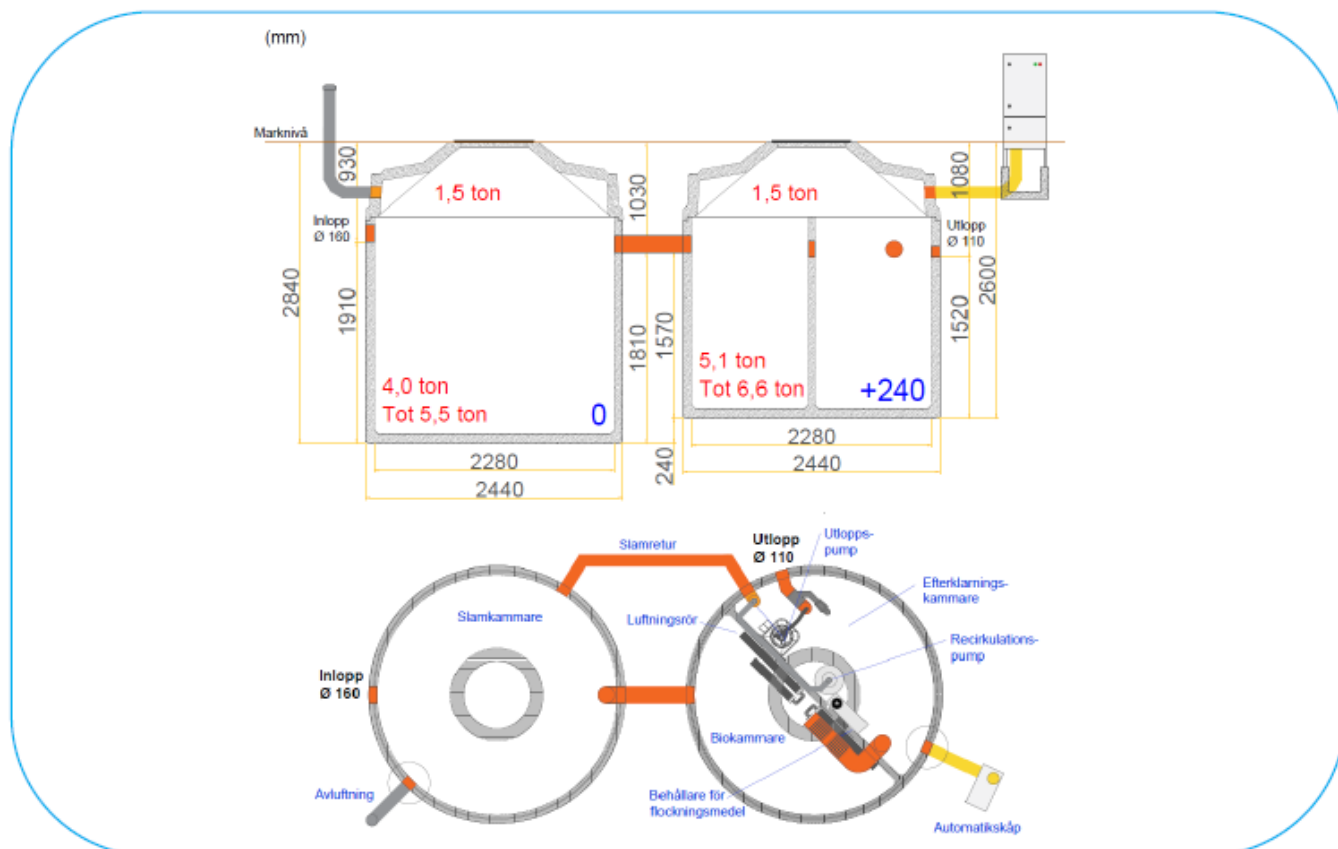 (mm)
Marknivå
930
1,5 ton
1030
1,5 ton
1080
Inlopp
Ø 160
Utlopp
Ø 110
2840
1910
1810
1570
1520
2600
4,0 ton
Tot 5,5 ton
0
5,1 ton
Tot 6,6 ton
+240
2280
2440
240
2280
2440
Slamretur
Utlopp
Ø 110
Utlopps-
pump
Slamkammare
Luftningsrör
Efterklarnings-
kammare
Recirkulations-
pump
Inlopp
Ø 160
Biokammare
Avluftning
Behållare för
flockningsmedel
Automatikskåp